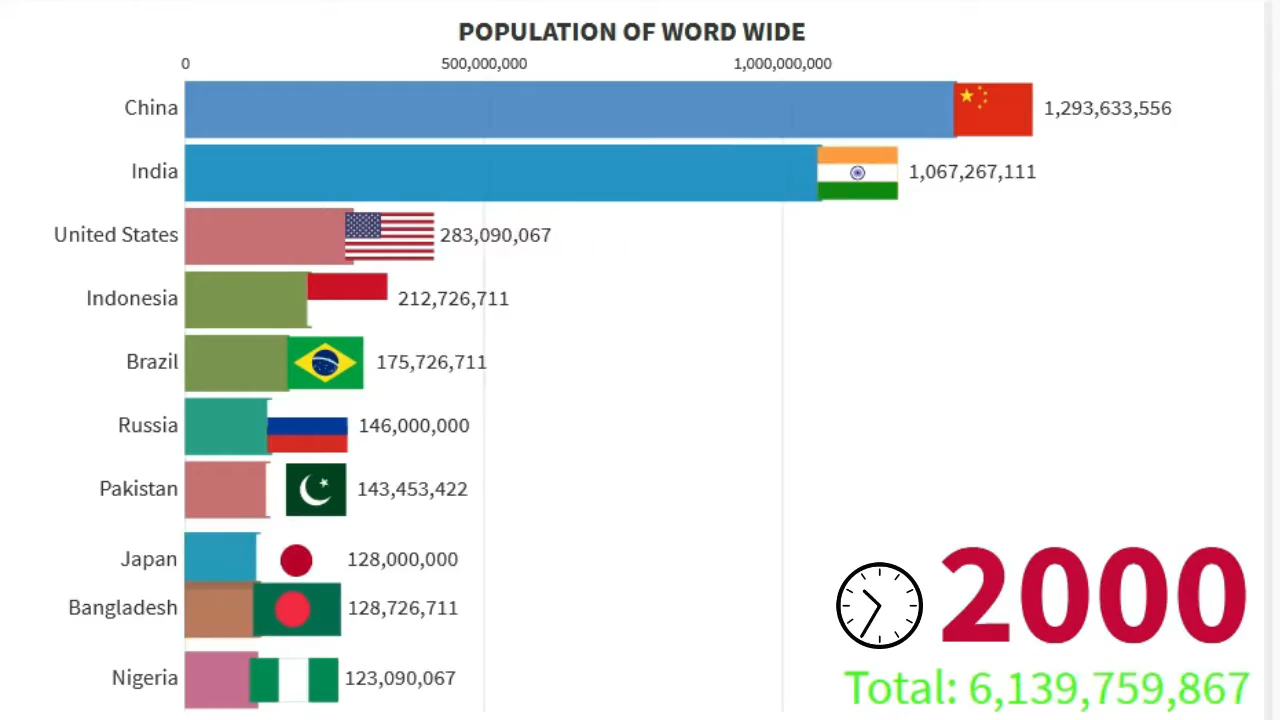 POPULATION OF WORD WIDE
0 500,000,000 1,000,000,000
China 1,293,633,556
India 1,067,267,111
United States 283,090,067
Indonesia 212,726,711
Brazil 175,726,711
Russia 146,000,000
Pakistan 143,453,422
Japan 128,000,000
Bangladesh 128,726,711
Nigeria 123,090,067
2000
Total: 6,139,759,867